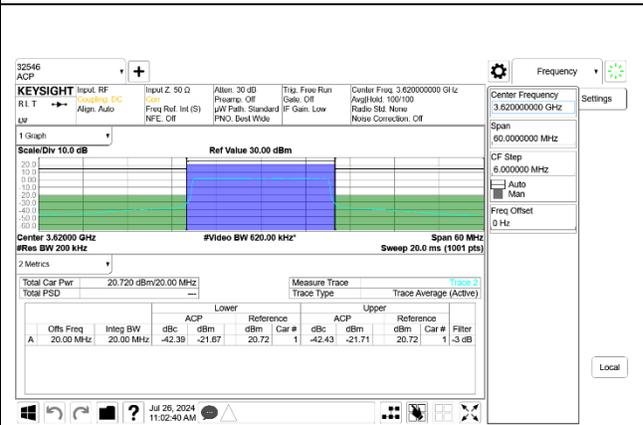 32546
ACP
Frequency
KEYSIGHT
Input: RF
Coupling: DC
Align: Auto
Input Z: 50 Ω
Corr
Freq Ref: Int (S)
NFE: Off
Atten: 30 dB
Preamp: Off
µW Path: Standard
PNO: Best Wide
Trig: Free Run
Gate: Off
IF Gain: Low
Center Freq: 3.620000000 GHz
Avg|Hold: 100/100
Radio Std: None
Noise Correction: Off
RL T
Center Frequency
3.620000000 GHz
Settings
Span
60.0000000 MHz
CF Step
6.000000 MHz
Auto
Man
Freq Offset
0 Hz
1 Graph
Scale/Div 10.0 dB
Ref Value 30.00 dBm
20.0
10.0
0.00
-10.0
-20.0
-30.0
-40.0
-50.0
-60.0
Center 3.62000 GHz
#Video BW 620.00 kHz*
Span 60 MHz
#Res BW 200 kHz
Sweep 20.0 ms (1001 pts)
2 Metrics
Total Car Pwr 20.720 dBm/20.00 MHz
Measure Trace Trace 2
Total PSD ---
Trace Type Trace Average (Active)
Lower Upper
ACP Reference ACP Reference
Offs Freq Integ BW dBc dBm dBm Car # dBc dBm dBm Car # Filter
A 20.00 MHz 20.00 MHz -42.39 -21.67 20.72 1 -42.43 -21.71 20.72 1 -3 dB
Local
Jul 26, 2024
11:02:40 AM